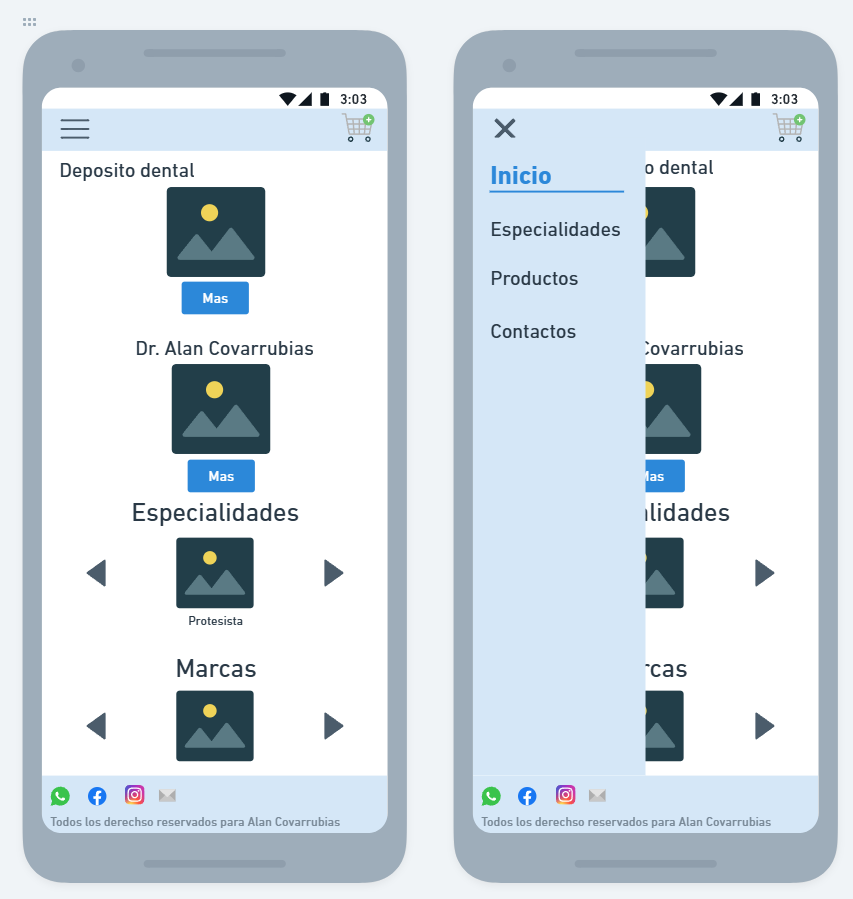 3:03
Deposito dental
Mas
Dr. Alan Covarrubias
Mas
Especialidades
Protesista
Marcas
Todos los derechso reservados para Alan Covarrubias
3:03
Inicio
o dental
Especialidades
Productos
Contactos
Covarrubias
Mas
alidades
rcas
Todos los derechso reservados para Alan Covarrubias